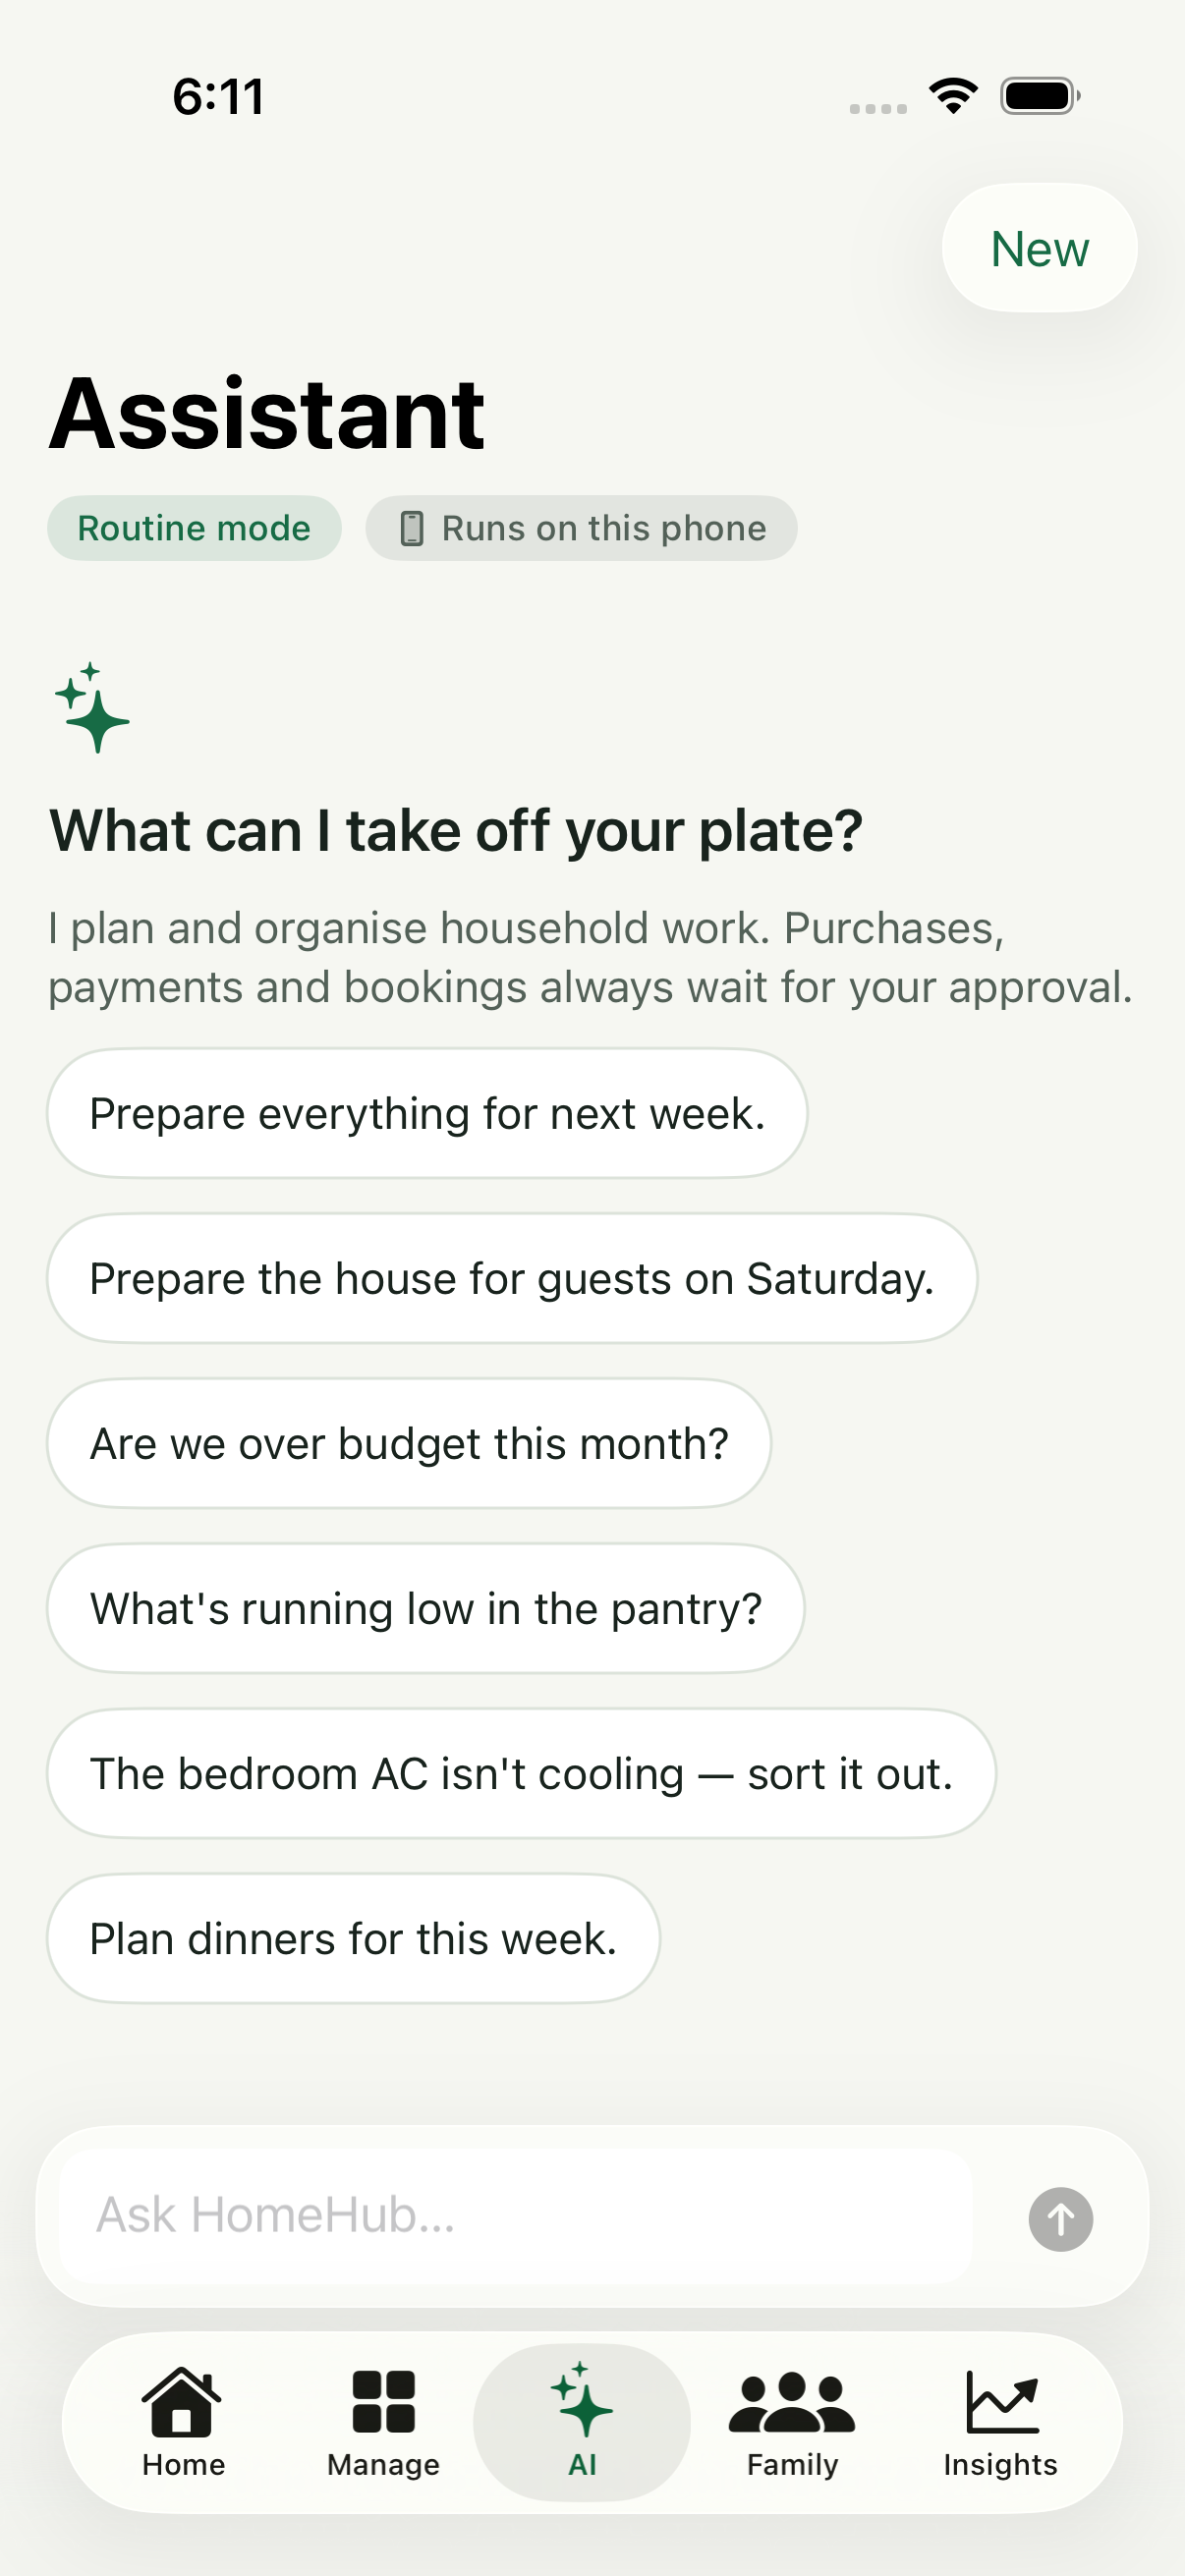 6:11
New
Assistant
Routine mode
Runs on this phone
What can I take off your plate?
I plan and organise household work. Purchases,
payments and bookings always wait for your approval.
Prepare everything for next week.
Prepare the house for guests on Saturday.
Are we over budget this month?
What's running low in the pantry?
The bedroom AC isn't cooling — sort it out.
Plan dinners for this week.
Ask HomeHub...
Home
Manage
AI
Family
Insights